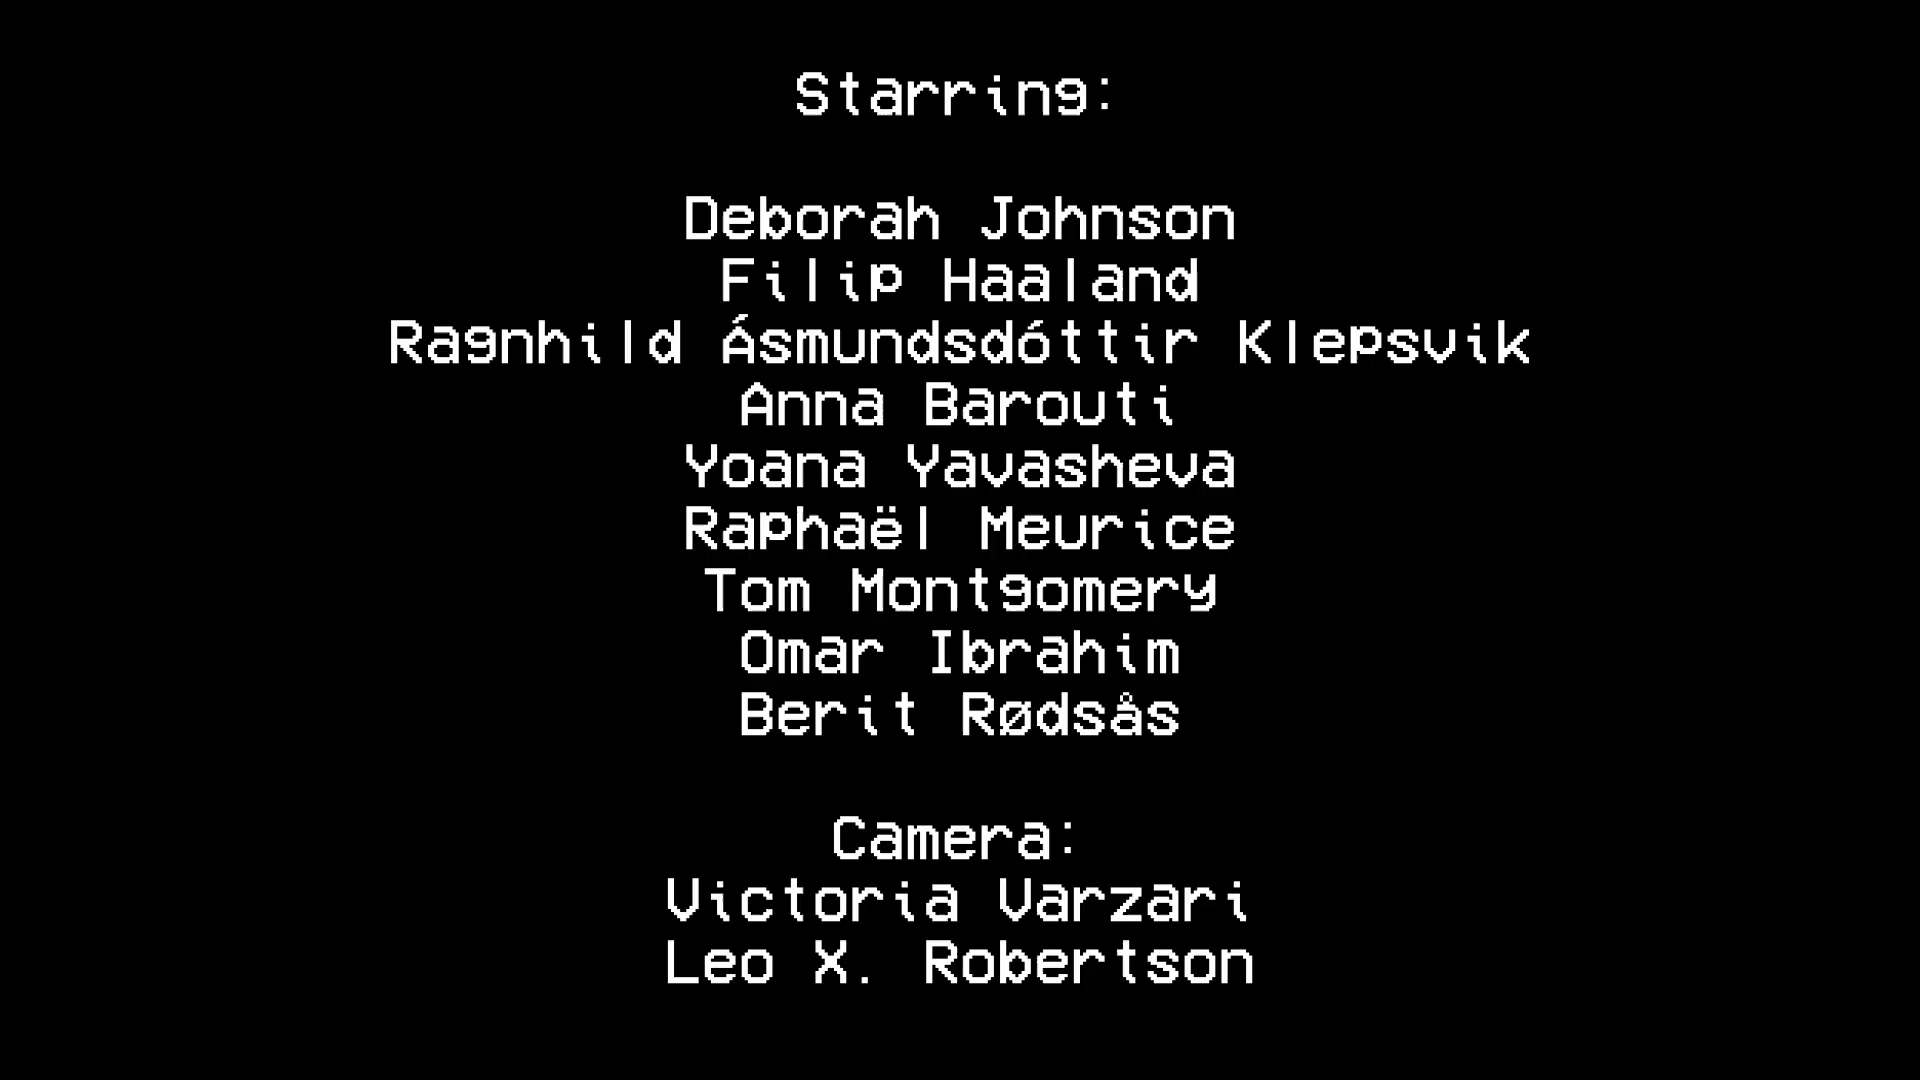 Starring:
Deborah Johnson
Filip Haaland
Ragnhild Ásmundsdóttir Klepsvik
Anna Barouti
Yoana Yavasheva
Raphaël Meurice
Tom Montgomery
Omar Ibrahim
Berit Rødsås
Camera:
Victoria Varzari
Leo X. Robertson